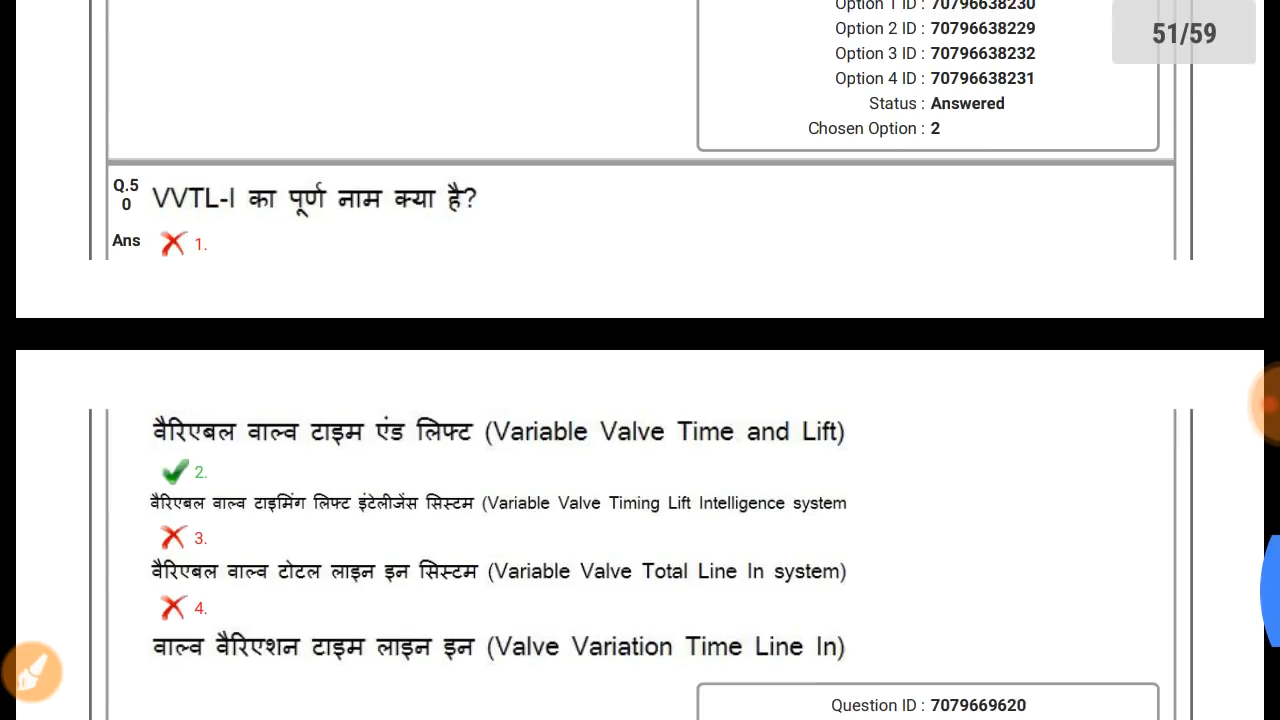 Option 1 ID : 70796638230
Option 2 ID : 70796638229
51/59
Option 3 ID : 70796638232
Option 4 ID : 70796638231
Status : Answered
Chosen Option : 2
Q.50 VVTL-I का पूर्ण नाम क्या है?
Ans 1.
वैरिएबल वाल्व टाइम एंड लिफ्ट (Variable Valve Time and Lift)
2.
वैरिएबल वाल्व टाइमिंग लिफ्ट इंटेलीजेंस सिस्टम (Variable Valve Timing Lift Intelligence system
3.
वैरिएबल वाल्व टोटल लाइन इन सिस्टम (Variable Valve Total Line In system)
4.
वाल्व वैरिएशन टाइम लाइन इन (Valve Variation Time Line In)
Question ID : 7079669620